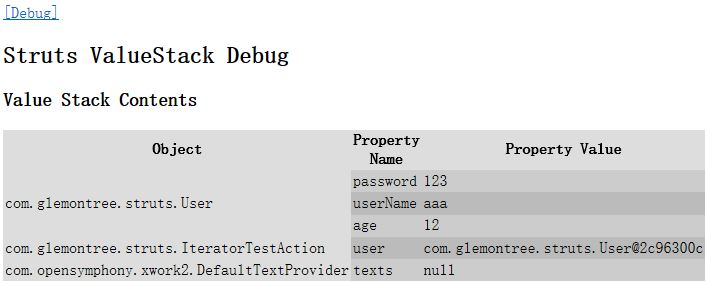 [Debug]
Struts ValueStack Debug
Value Stack Contents
Object Property Name Property Value
com.glemontree.struts.User password 123
userName aaa
age 12
com.glemontree.struts.IteratorTestAction user com.glemontree.struts.User@2c96300c
com.opensymphony.xwork2.DefaultTextProvider texts null